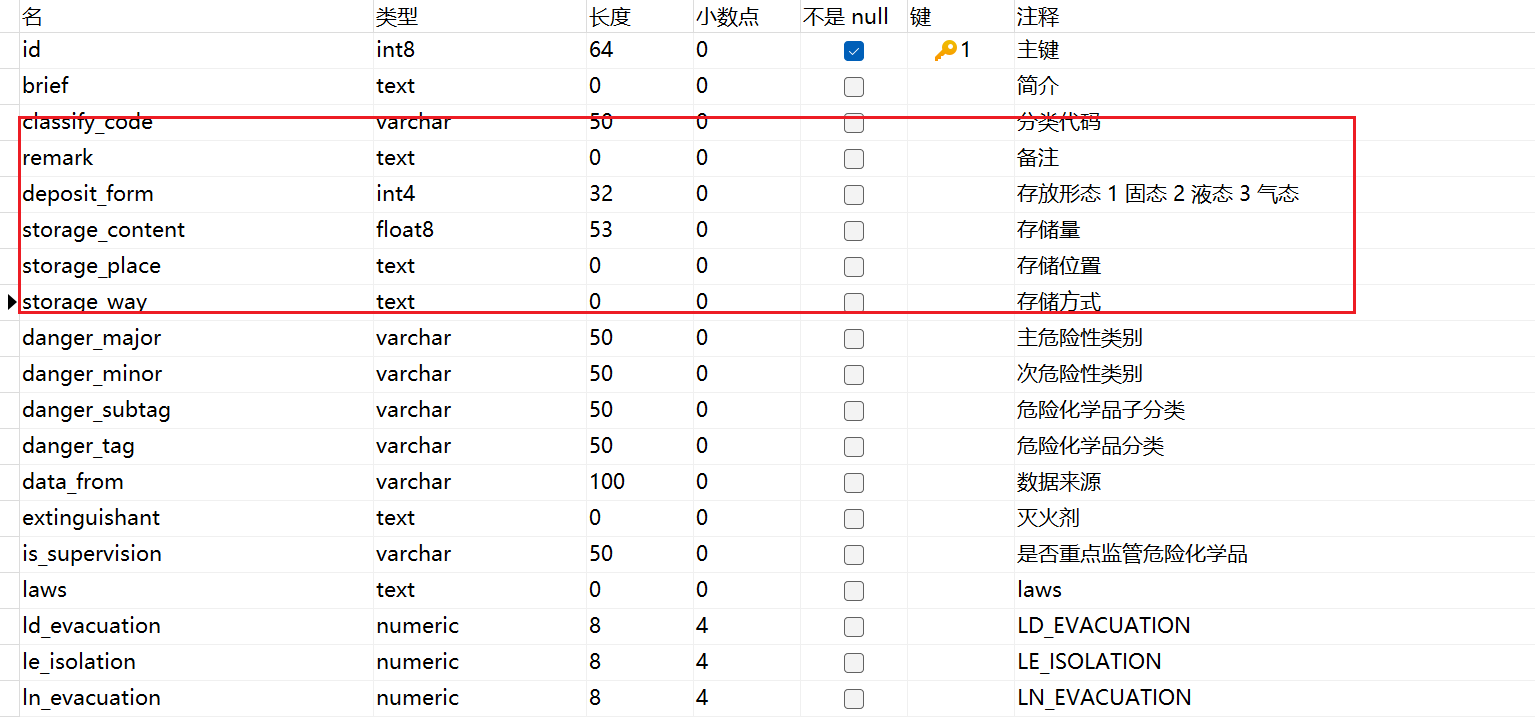 名 类型 长度 小数点 不是 null 键 注释
id int8 64 0 1 主键
brief text 0 0 简介
classify_code varchar 50 0 分类代码
remark text 0 0 备注
deposit_form int4 32 0 存放形态 1 固态 2 液态 3 气态
storage_content float8 53 0 存储量
storage_place text 0 0 存储位置
storage_way text 0 0 存储方式
danger_major varchar 50 0 主危险性类别
danger_minor varchar 50 0 次危险性类别
danger_subtag varchar 50 0 危险化学品子分类
danger_tag varchar 50 0 危险化学品分类
data_from varchar 100 0 数据来源
extinguishant text 0 0 灭火剂
is_supervision varchar 50 0 是否重点监管危险化学品
laws text 0 0 laws
ld_evacuation numeric 8 4 LD_EVACUATION
le_isolation numeric 8 4 LE_ISOLATION
ln_evacuation numeric 8 4 LN_EVACUATION